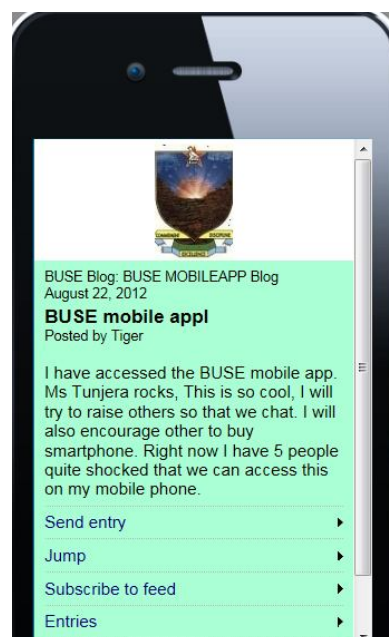 COMMITMENT DISCIPLINE
EXCELLENCE
BUSE Blog: BUSE MOBILEAPP Blog
August 22, 2012
BUSE mobile appl
Posted by Tiger
I have accessed the BUSE mobile app.
Ms Tunjera rocks, This is so cool, I will
try to raise others so that we chat. I will
also encourage other to buy
smartphone. Right now I have 5 people
quite shocked that we can access this
on my mobile phone.
Send entry
Jump
Subscribe to feed
Entries